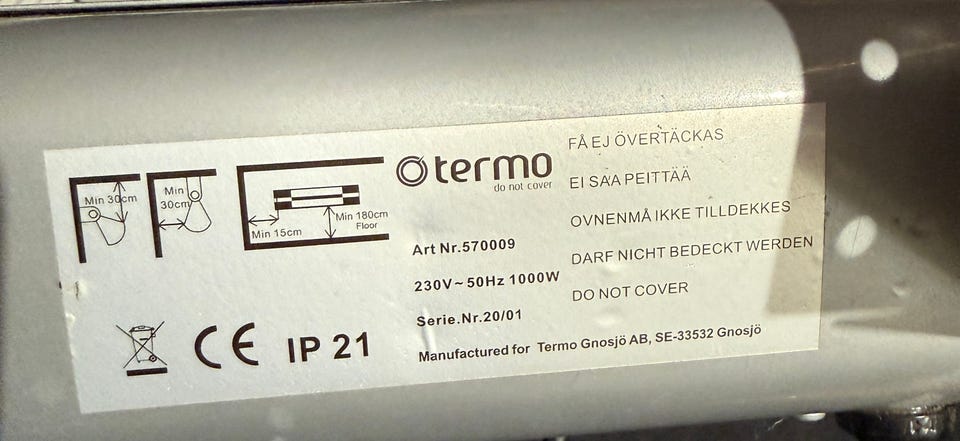 Min 30cm
Min 30cm
Min 15cm
Min 180cm
Floor
termo
do not cover
Art Nr.570009
230V~50Hz 1000W
Serie.Nr.20/01
Manufactured for Termo Gnosjö AB, SE-33532 Gnosjö
FÅ EJ ÖVERTÄCKAS
EI SAA PEITTÄÄ
OVNENMÅ IKKE TILLDEKKES
DARF NICHT BEDECKT WERDEN
DO NOT COVER
CE IP 21